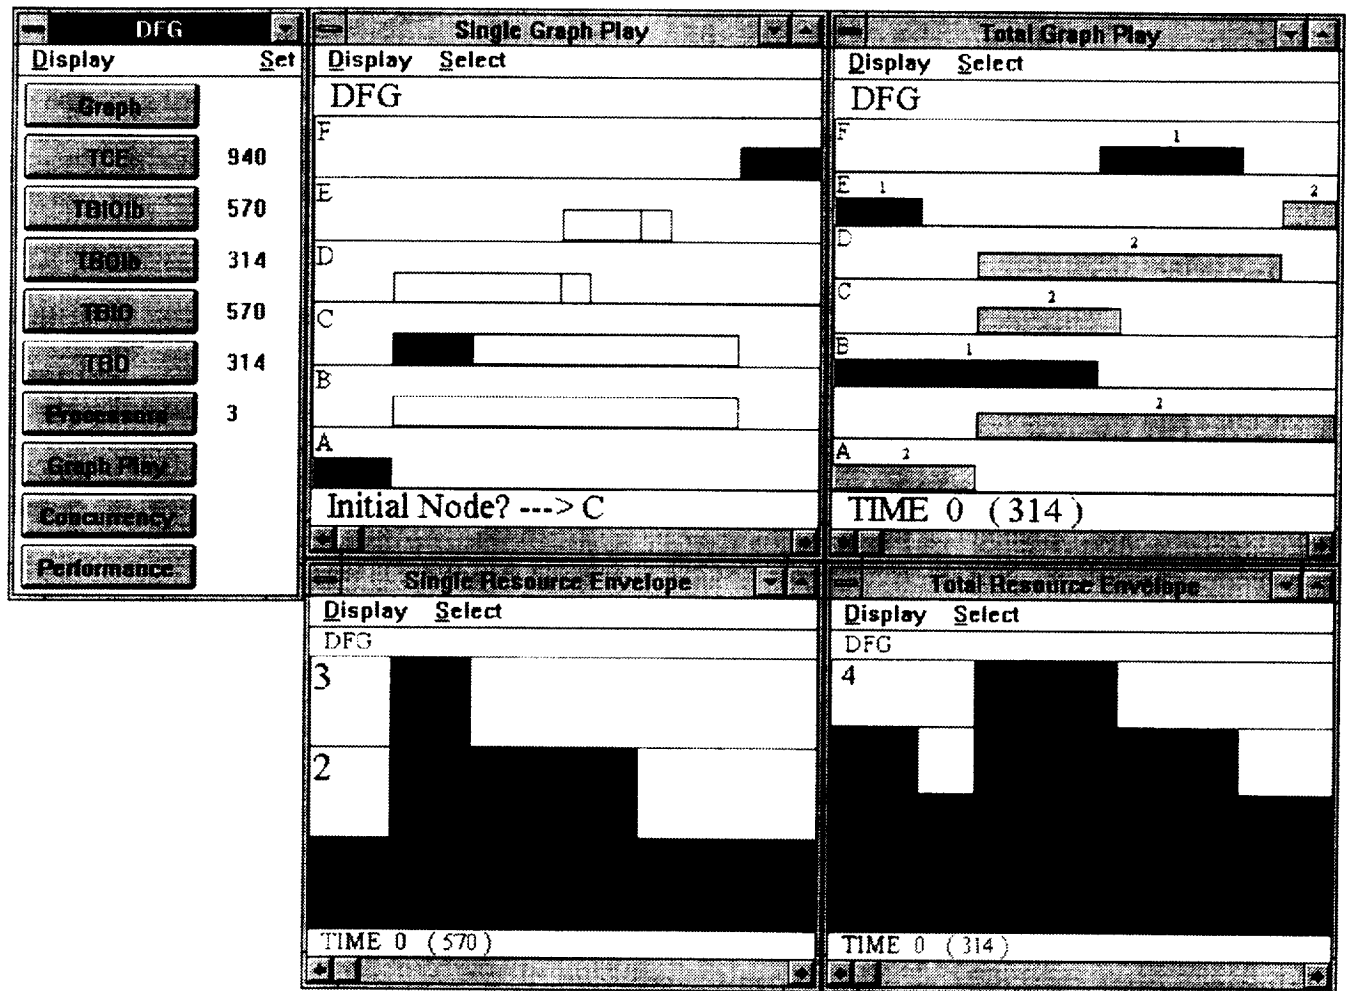 DFG
Display Set
Graph
TCE 940
TBIOlb 570
TBOlb 314
TBIO 570
TBO 314
Processors 3
Graph Play
Concurrency
Performance
Single Graph Play
Display Select
DFG
F
E
D
C
B
A
Initial Node? ---> C
Total Graph Play
Display Select
DFG
F 1
E 1 2
D 2
C 2
B 1
2
A 2
TIME 0 (314)
Single Resource Envelope
Display Select
DFG
3
2
TIME 0 (570)
Total Resource Envelope
Display Select
DFG
4
TIME 0 (314)